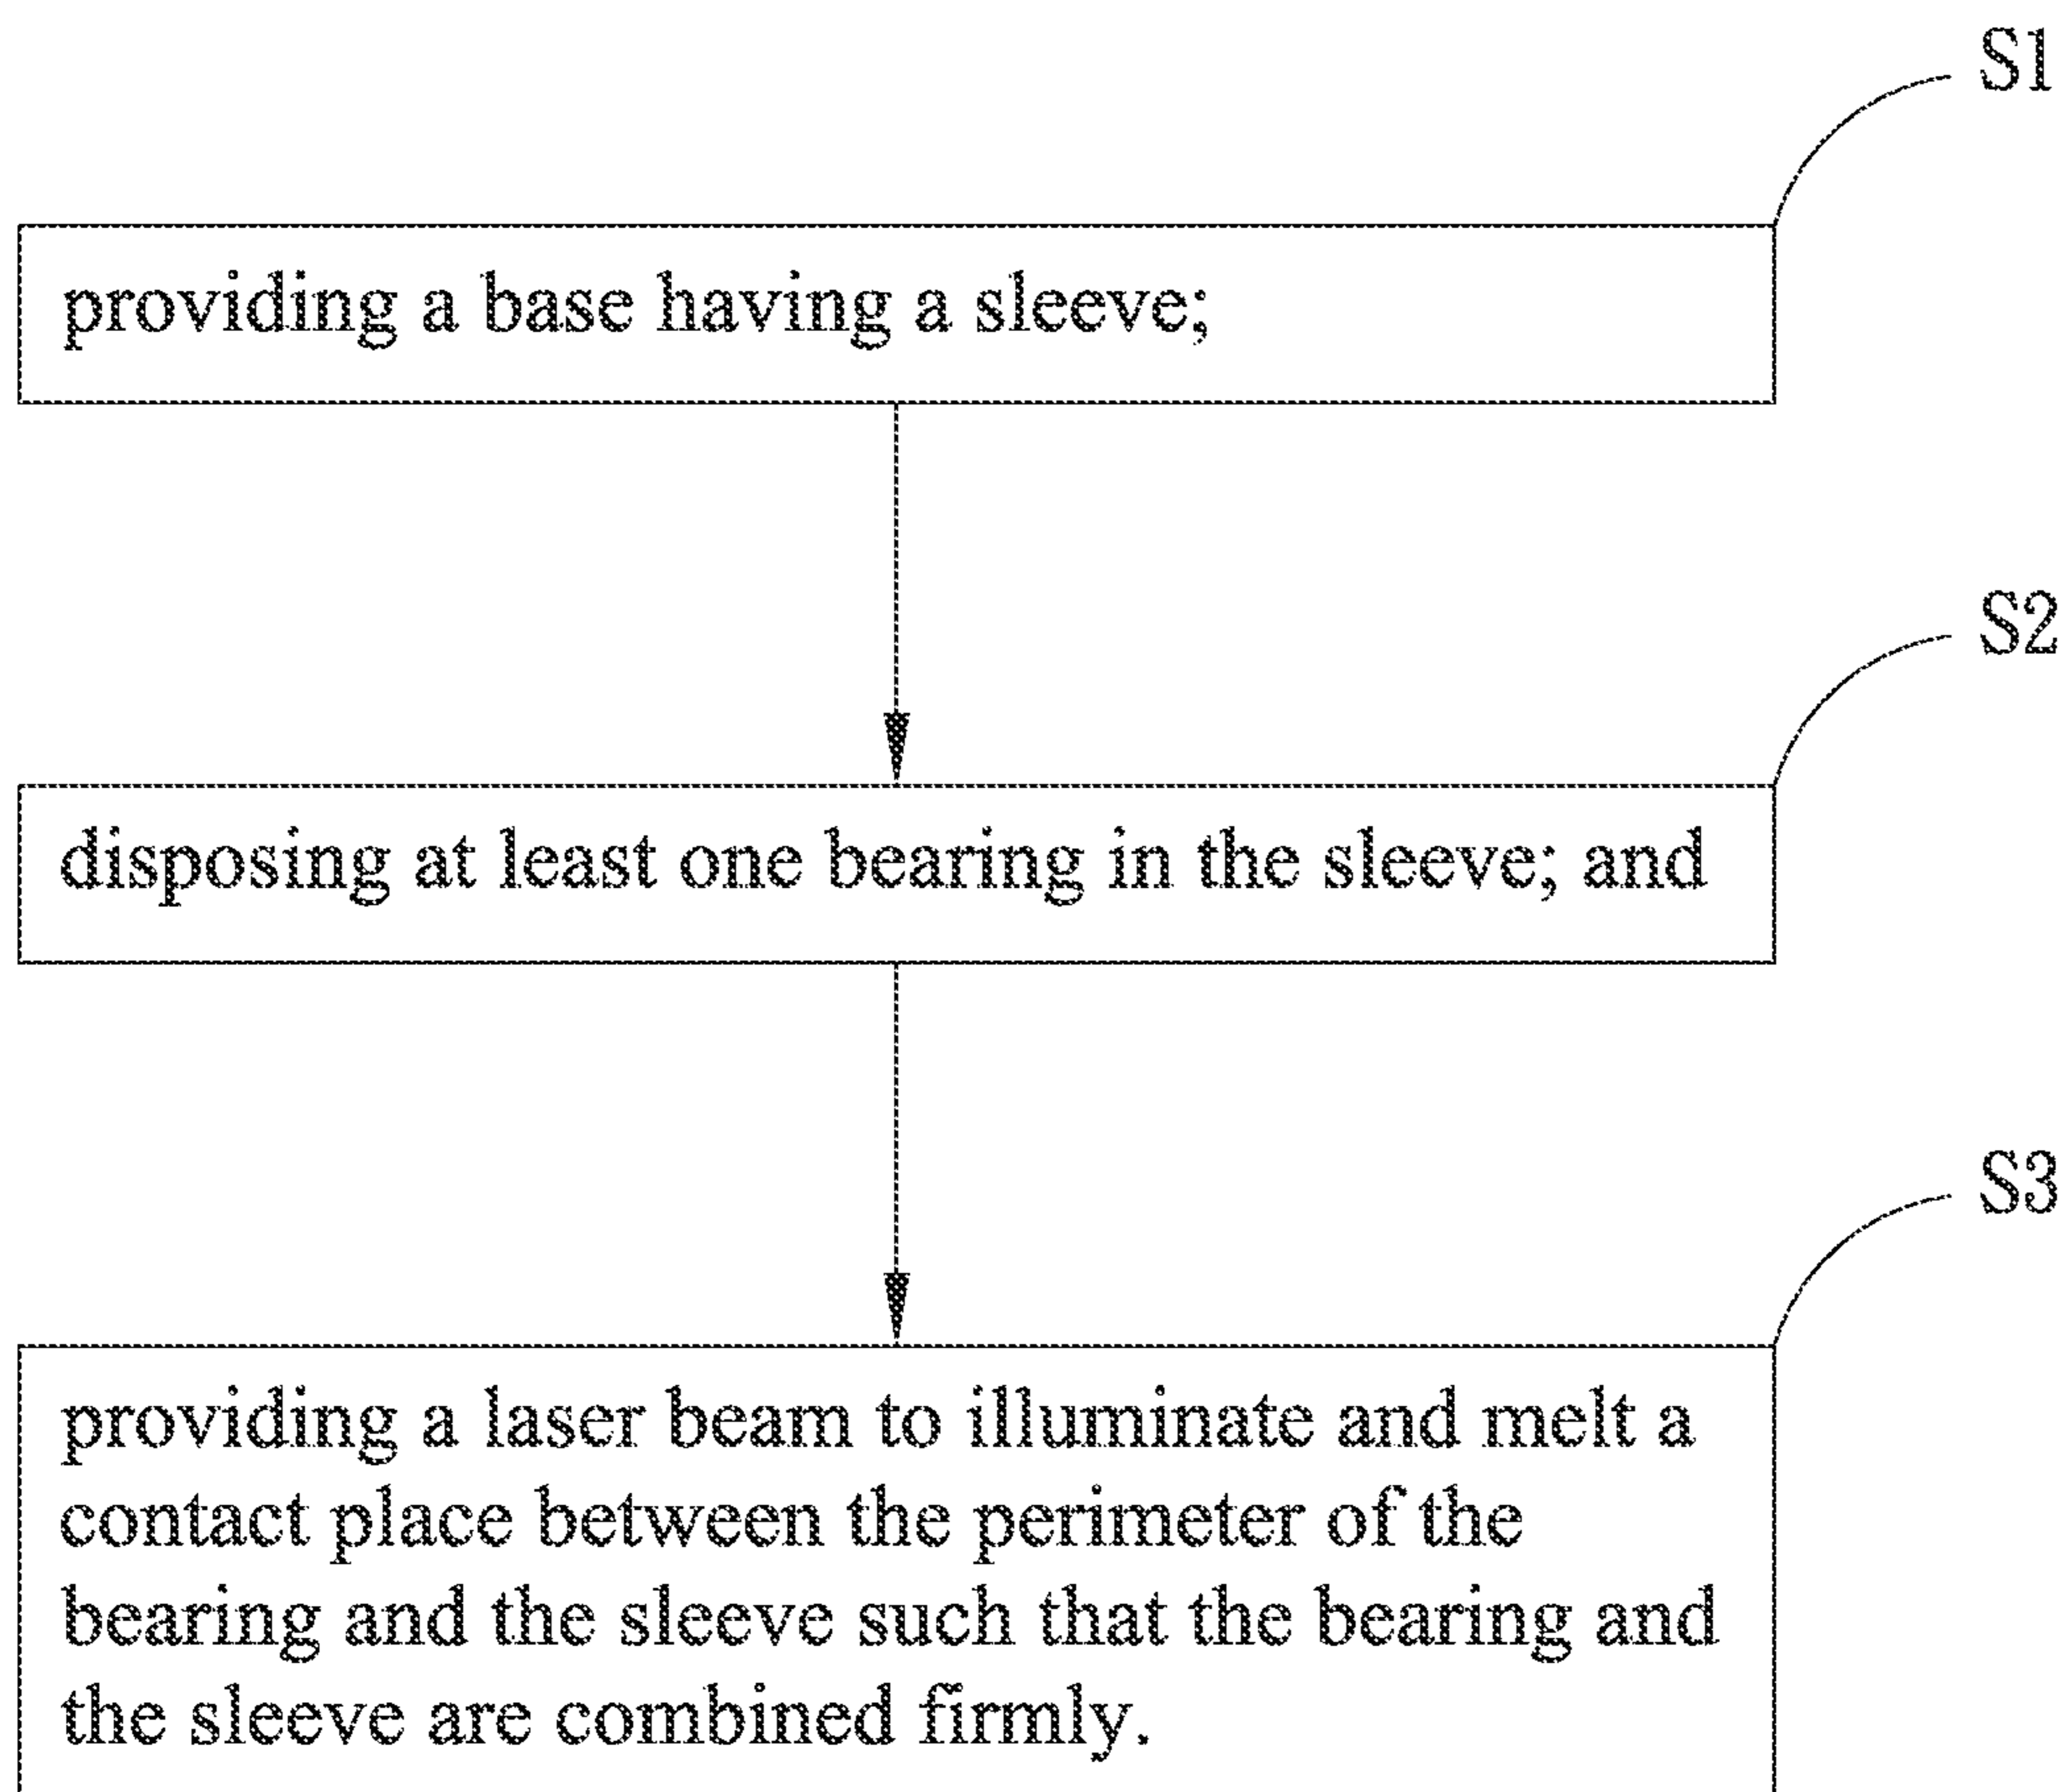 S1
providing a base having a sleeve;
S2
disposing at least one bearing in the sleeve; and
S3
providing a laser beam to illuminate and melt a
contact place between the perimeter of the
bearing and the sleeve such that the bearing and
the sleeve are combined firmly.